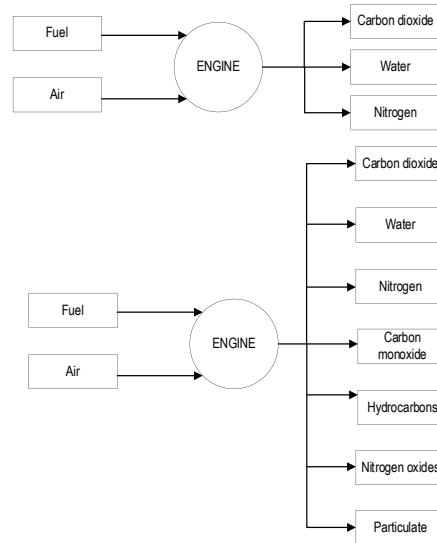 Fuel
Air
ENGINE
Carbon dioxide
Water
Nitrogen
Fuel
Air
ENGINE
Carbon dioxide
Water
Nitrogen
Carbon
monoxide
Hydrocarbons
Nitrogen oxides
Particulate